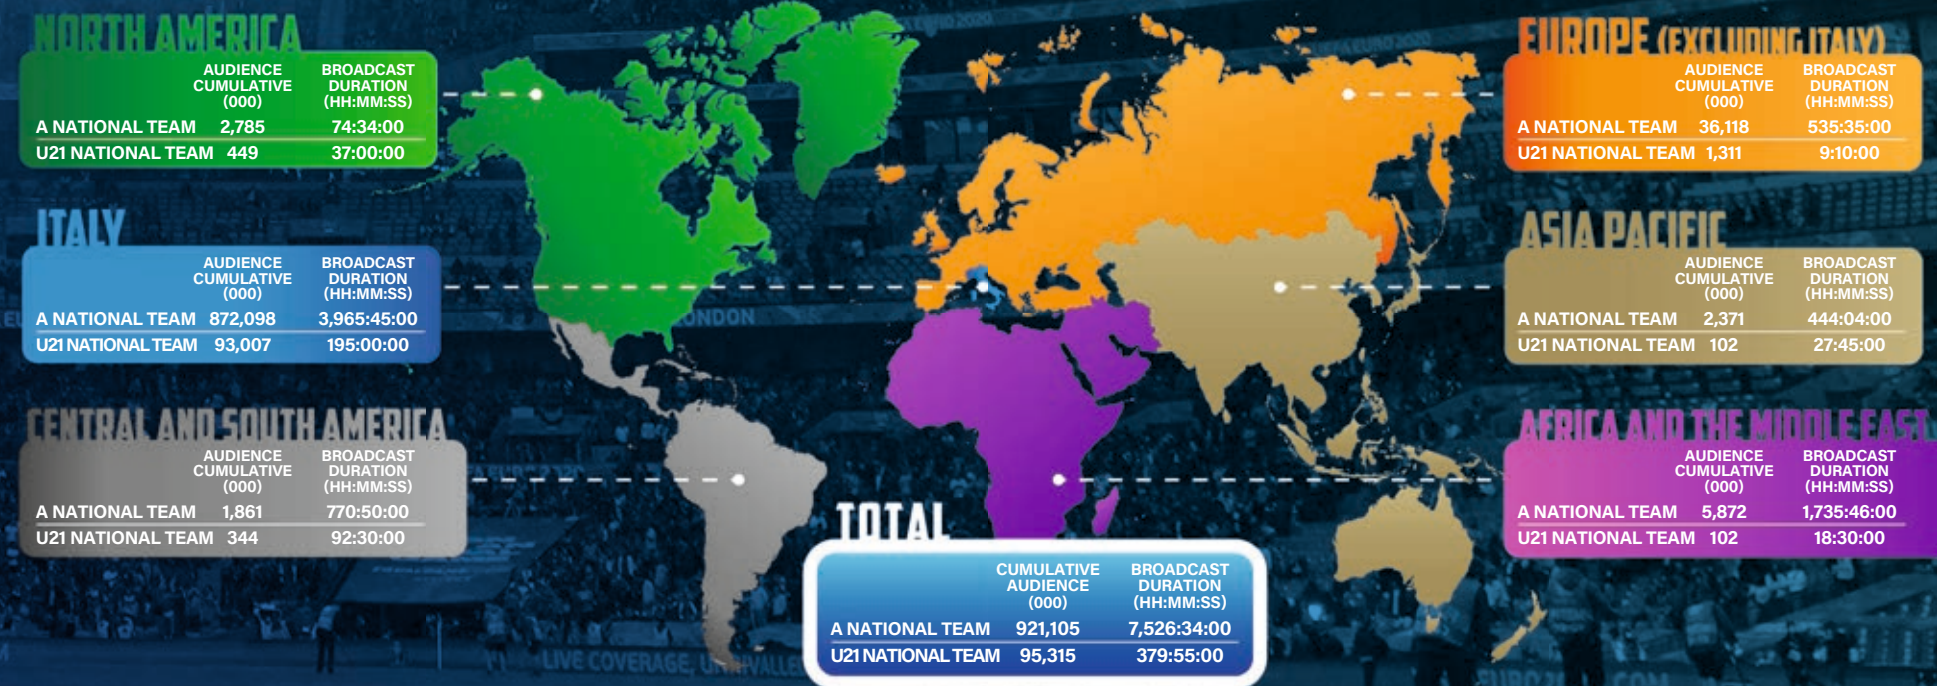 NORTH AMERICA
AUDIENCE CUMULATIVE (000) BROADCAST DURATION (HH:MM:SS)
A NATIONAL TEAM 2,785 74:34:00
U21 NATIONAL TEAM 449 37:00:00
ITALY
AUDIENCE CUMULATIVE (000) BROADCAST DURATION (HH:MM:SS)
A NATIONAL TEAM 872,098 3,965:45:00
U21 NATIONAL TEAM 93,007 195:00:00
CENTRAL AND SOUTH AMERICA
AUDIENCE CUMULATIVE (000) BROADCAST DURATION (HH:MM:SS)
A NATIONAL TEAM 1,861 770:50:00
U21 NATIONAL TEAM 344 92:30:00
EUROPE (EXCLUDING ITALY)
AUDIENCE CUMULATIVE (000) BROADCAST DURATION (HH:MM:SS)
A NATIONAL TEAM 36,118 535:35:00
U21 NATIONAL TEAM 1,311 9:10:00
ASIA PACIFIC
AUDIENCE CUMULATIVE (000) BROADCAST DURATION (HH:MM:SS)
A NATIONAL TEAM 2,371 444:04:00
U21 NATIONAL TEAM 102 27:45:00
AFRICA AND THE MIDDLE EAST
AUDIENCE CUMULATIVE (000) BROADCAST DURATION (HH:MM:SS)
A NATIONAL TEAM 5,872 1,735:46:00
U21 NATIONAL TEAM 102 18:30:00
TOTAL
CUMULATIVE AUDIENCE (000) BROADCAST DURATION (HH:MM:SS)
A NATIONAL TEAM 921,105 7,526:34:00
U21 NATIONAL TEAM 95,315 379:55:00
LIVE COVERAGE,